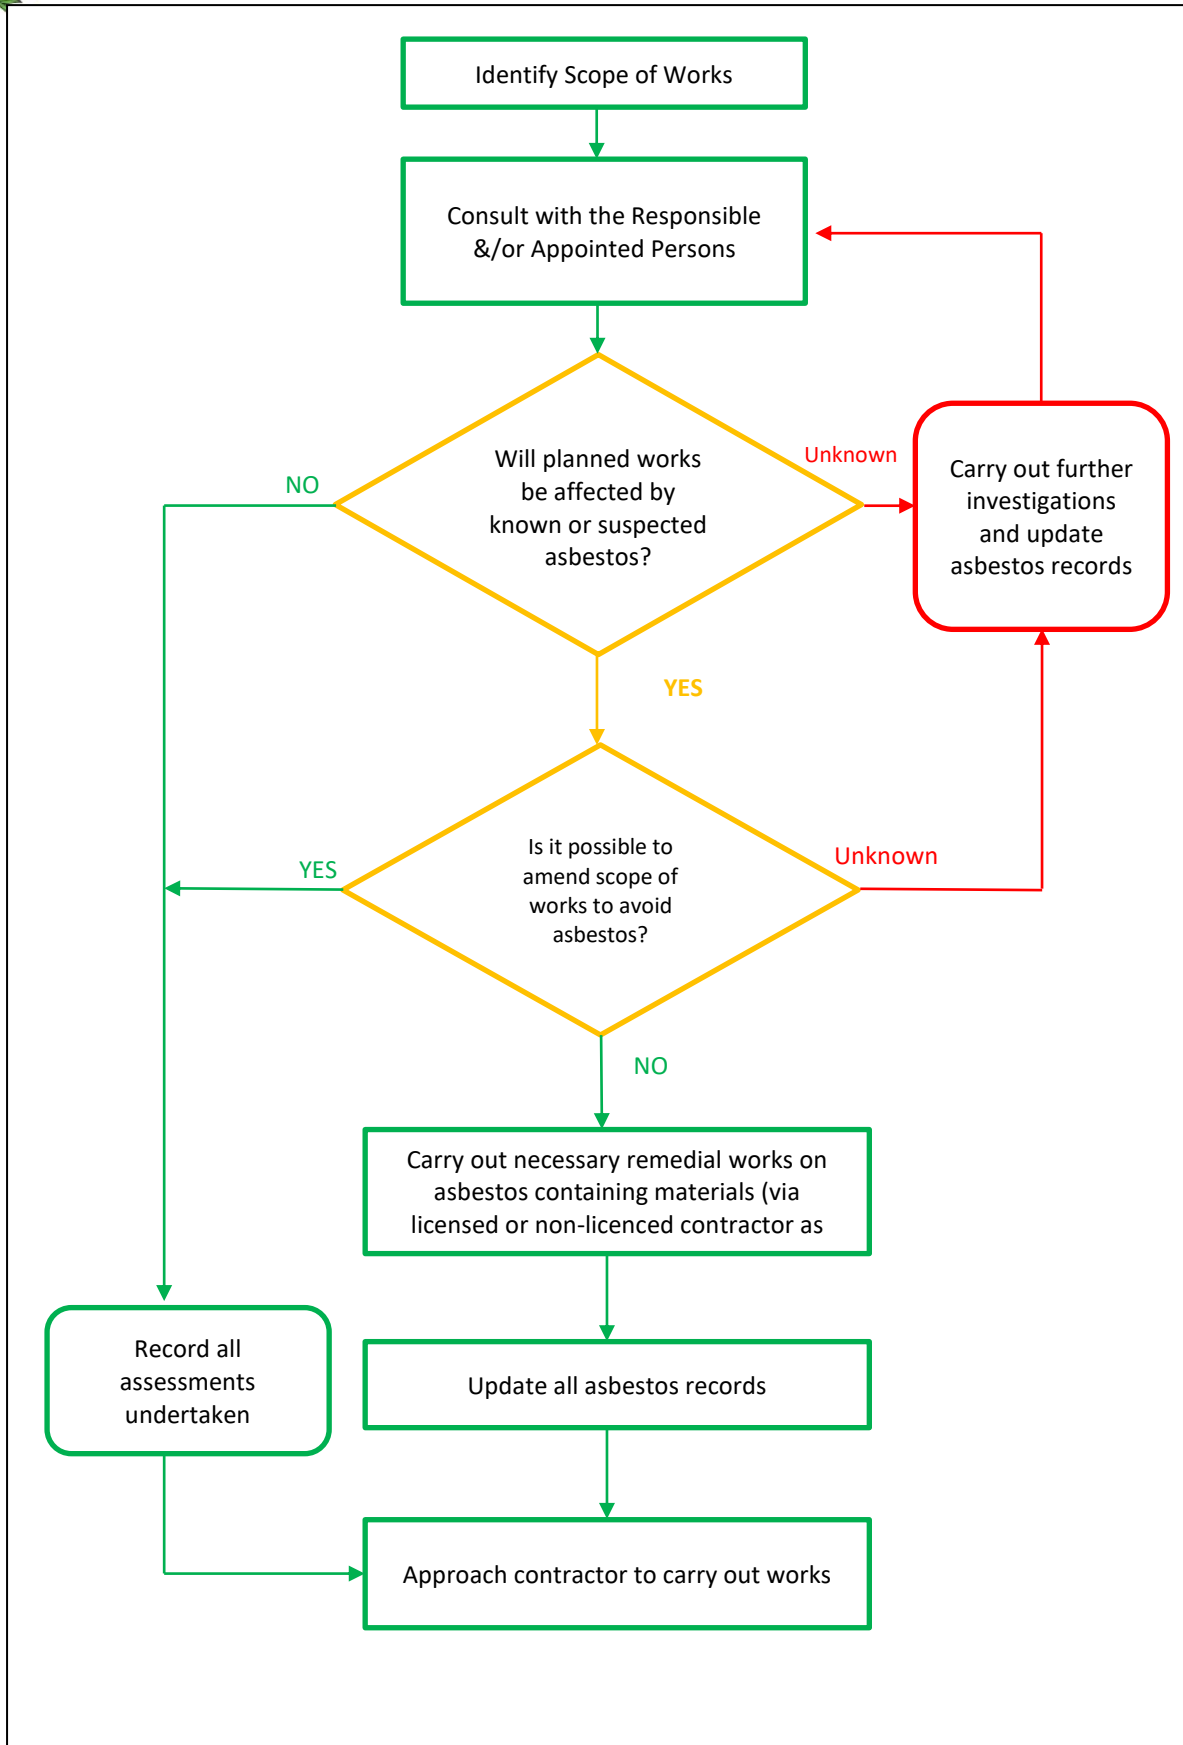 Identify Scope of Works
Consult with the Responsible
&/or Appointed Persons
Will planned works
be affected by
known or suspected
asbestos?
NO
Unknown
Carry out further
investigations
and update
asbestos records
YES
Is it possible to
amend scope of
works to avoid
asbestos?
YES
Unknown
NO
Carry out necessary remedial works on
asbestos containing materials (via
licensed or non-licenced contractor as
Record all
assessments
undertaken
Update all asbestos records
Approach contractor to carry out works